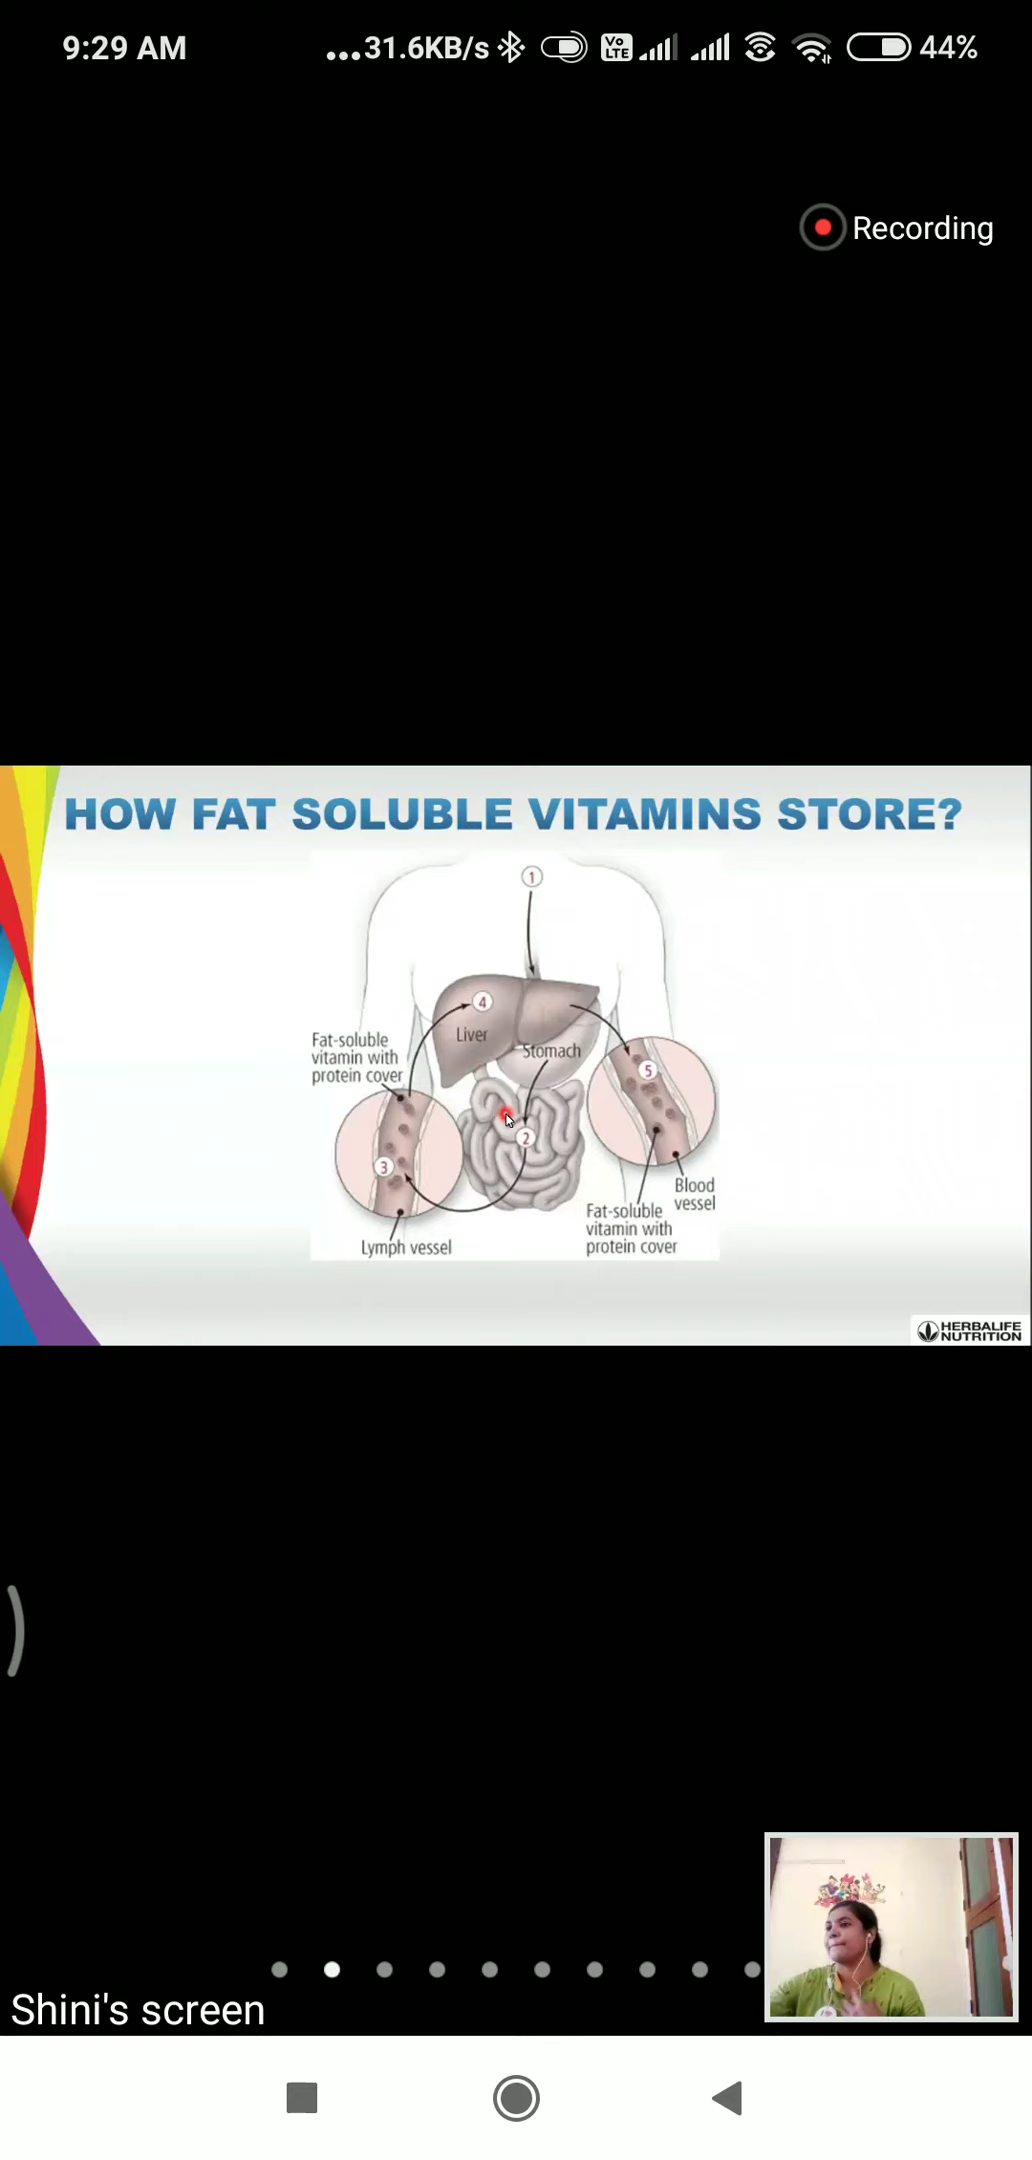 9:29 AM
...31.6KB/s
Vo
LTE
44%
Recording
HOW FAT SOLUBLE VITAMINS STORE?
1
4
Liver
Stomach
Fat-soluble
vitamin with
protein cover
5
2
3
Blood
vessel
Fat-soluble
vitamin with
protein cover
Lymph vessel
HERBALIFE
NUTRITION
Shini's screen